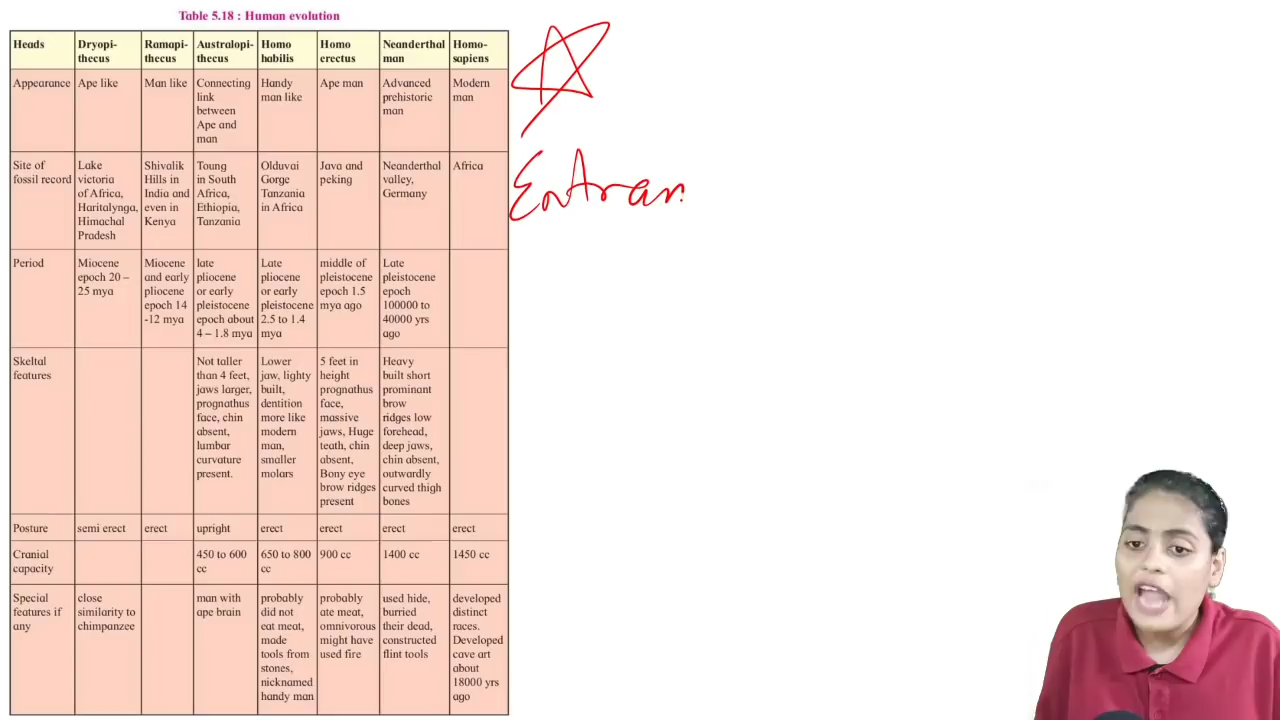 Table 5.18 : Human evolution
Heads
Dryopi-
thecus
Ramapi-
thecus
Australopi-
thecus
Homo
habilis
Homo
erectus
Neanderthal
man
Homo-
sapiens
Appearance
Ape like
Man like
Connecting
link
between
Ape and
man
Handy
man like
Ape man
Advanced
prehistoric
man
Modern
man
Site of
fossil record
Lake
victoria
of Africa,
Haritalynga,
Himachal
Pradesh
Shivalik
Hills in
India and
even in
Kenya
Toung
in South
Africa,
Ethiopia,
Tanzania
Olduvai
Gorge
Tanzania
in Africa
Java and
peking
Neanderthal
valley,
Germany
Africa
Period
Miocene
epoch 20 –
25 mya
Miocene
and early
pliocene
epoch 14
-12 mya
late
pliocene
or early
pleistocene
epoch about
4 – 1.8 mya
Late
pliocene
or early
pleistocene
2.5 to 1.4
mya
middle of
pleistocene
epoch 1.5
mya ago
Late
pleistocene
epoch
100000 to
40000 yrs
ago
Skeltal
features
Not taller
than 4 feet,
jaws larger,
prognathus
face, chin
absent,
lumbar
curvature
present.
Lower
jaw, lighty
built,
dentition
more like
modern
man,
smaller
molars
5 feet in
height
prognathus
face,
massive
jaws, Huge
teath, chin
absent,
Bony eye
brow ridges
present
Heavy
built short
prominant
brow
ridges low
forehead,
deep jaws,
chin absent,
outwardly
curved thigh
bones
Posture
semi erect
erect
upright
erect
erect
erect
erect
Cranial
capacity
450 to 600
cc
650 to 800
cc
900 cc
1400 cc
1450 cc
Special
features if
any
close
similarity to
chimpanzee
man with
ape brain
probably
did not
eat meat,
made
tools from
stones,
nicknamed
handy man
probably
ate meat,
omnivorous
might have
used fire
used hide,
burried
their dead,
constructed
flint tools
developed
distinct
races.
Developed
cave art
about
18000 yrs
ago
Entran